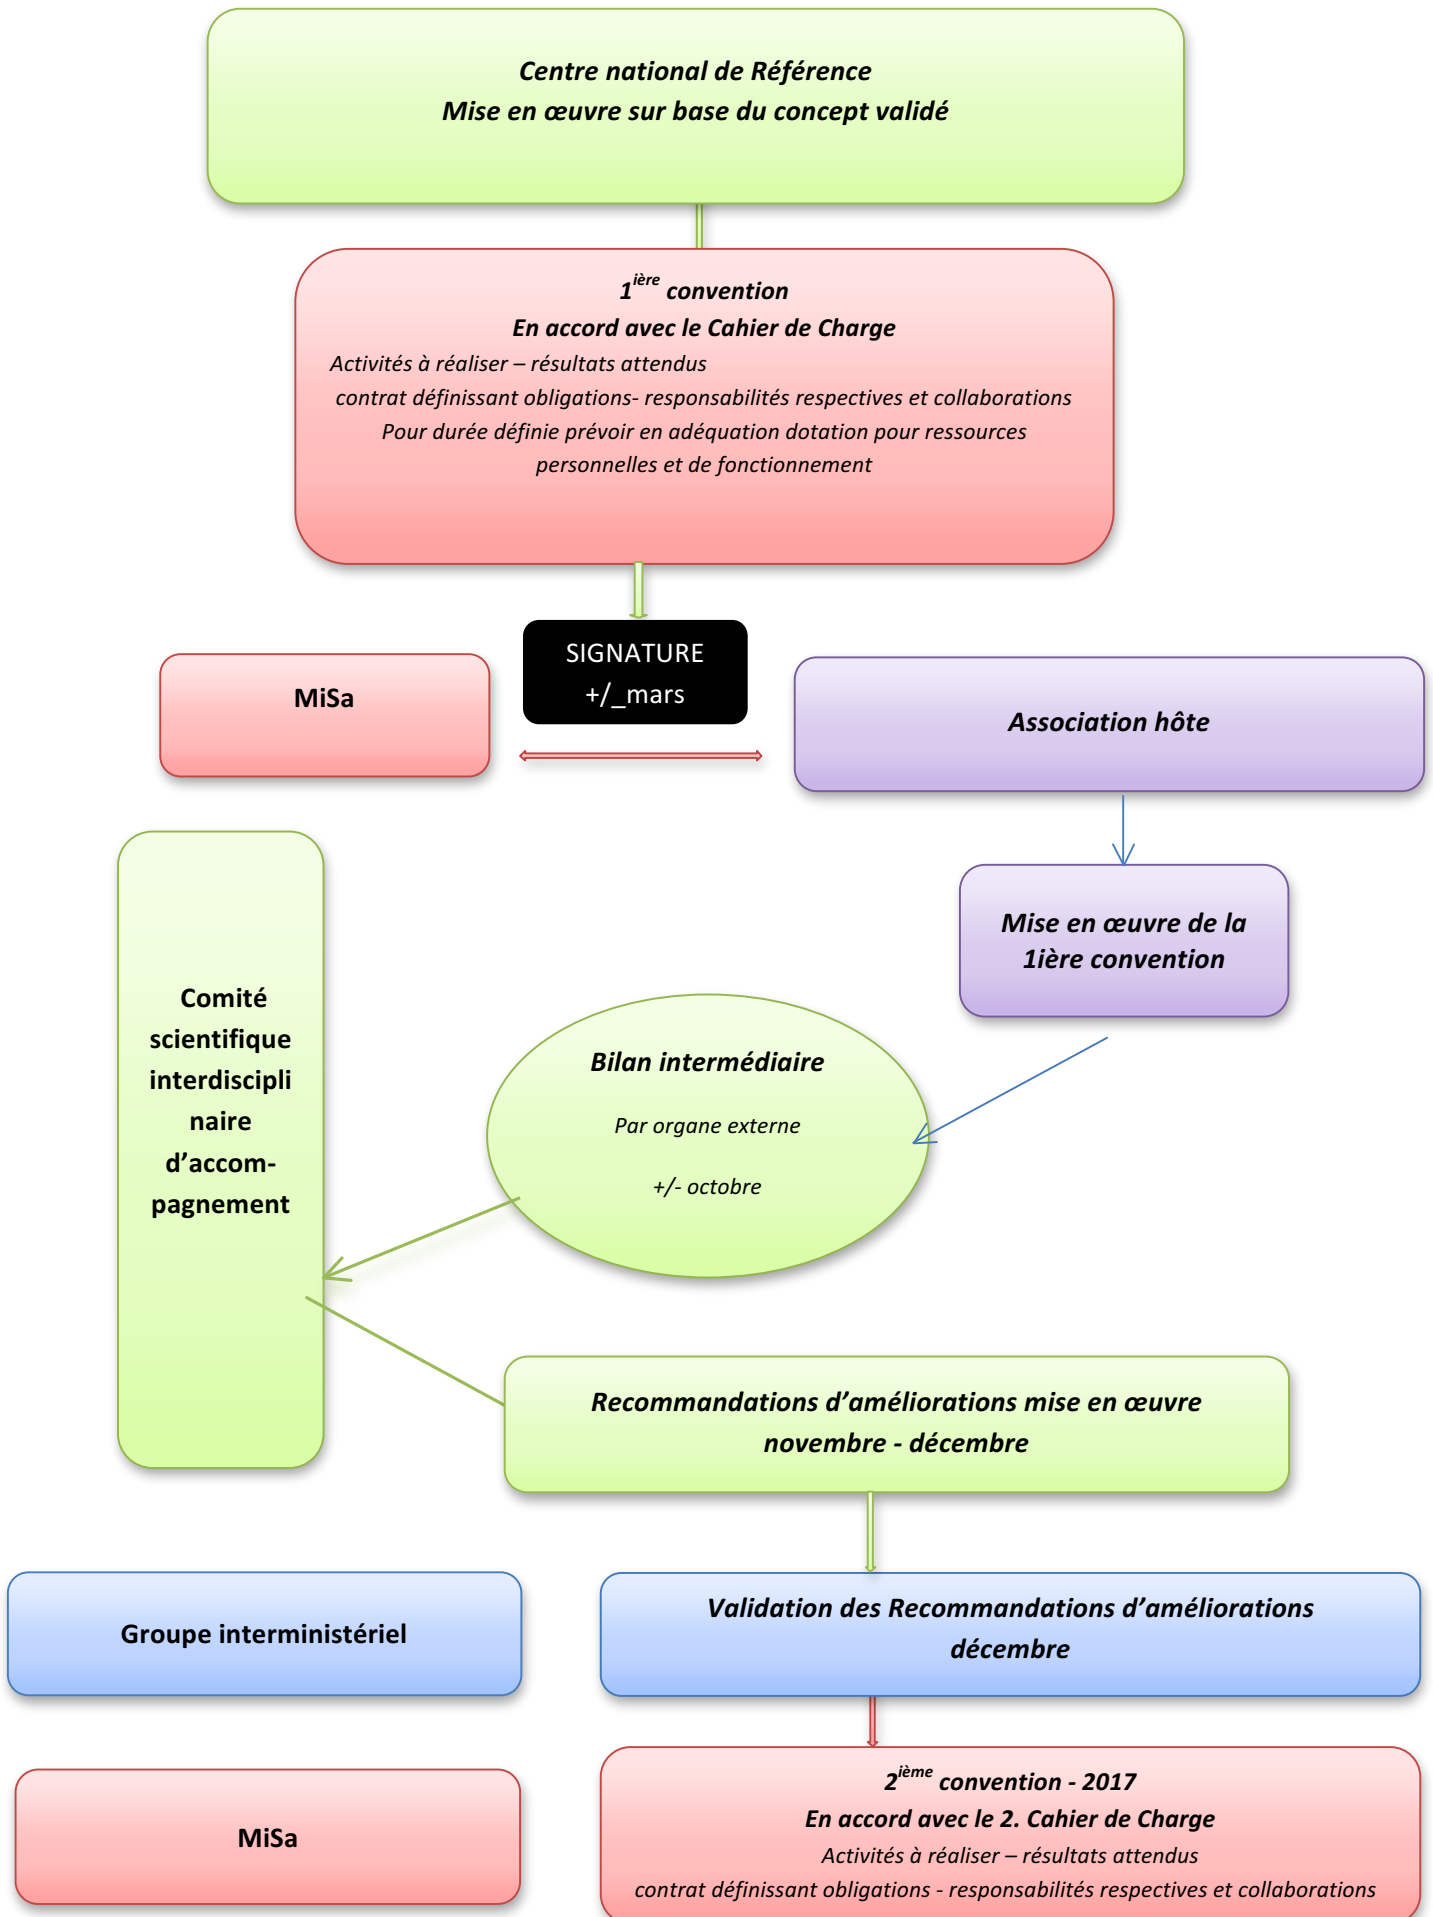 Centre national de Référence
Mise en œuvre sur base du concept validé
1ière convention
En accord avec le Cahier de Charge
Activités à réaliser – résultats attendus
contrat définissant obligations- responsabilités respectives et collaborations
Pour durée définie prévoir en adéquation dotation pour ressources
personnelles et de fonctionnement
SIGNATURE
+/_mars
MiSa
Association hôte
Mise en œuvre de la
1ière convention
Comité
scientifique
interdiscipli
naire
d’accom-
pagnement
Bilan intermédiaire
Par organe externe
+/- octobre
Recommandations d’améliorations mise en œuvre
novembre - décembre
Groupe interministériel
Validation des Recommandations d’améliorations
décembre
MiSa
2ième convention - 2017
En accord avec le 2. Cahier de Charge
Activités à réaliser – résultats attendus
contrat définissant obligations - responsabilités respectives et collaborations